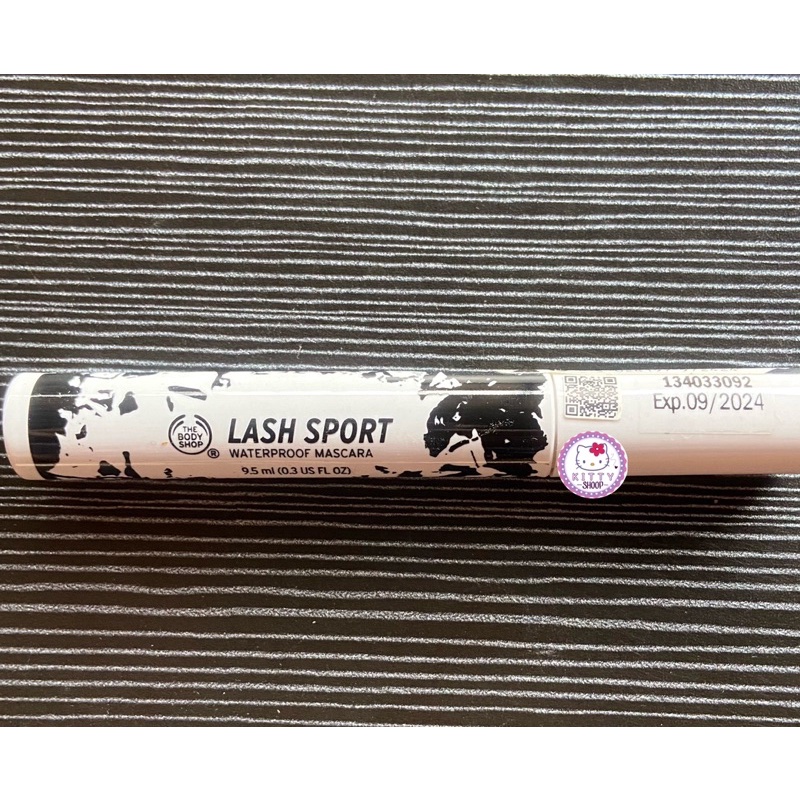 THE
BODY
SHOP
®
LASH SPORT
WATERPROOF MASCARA
9.5 ml (0.3 US FL OZ)
134033092
Exp.09/2024
KITTY
SHOOP